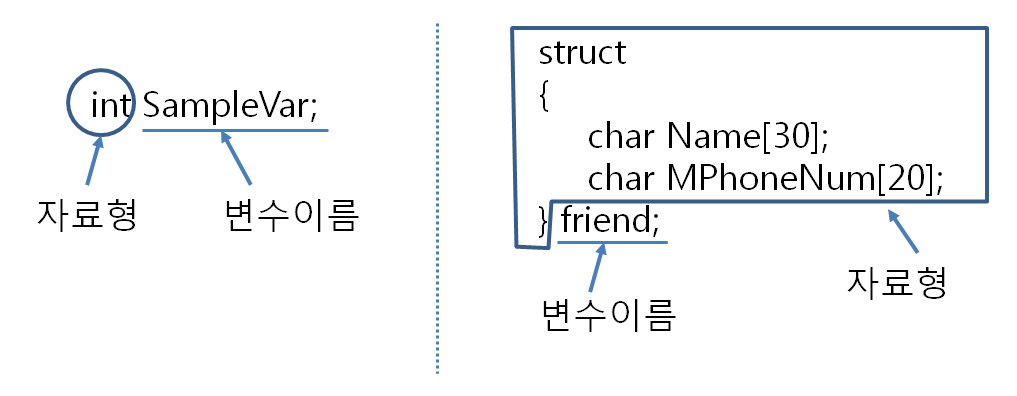 int SampleVar;
자료형
변수이름
struct
{
char Name[30];
char MPhoneNum[20];
} friend;
자료형
변수이름